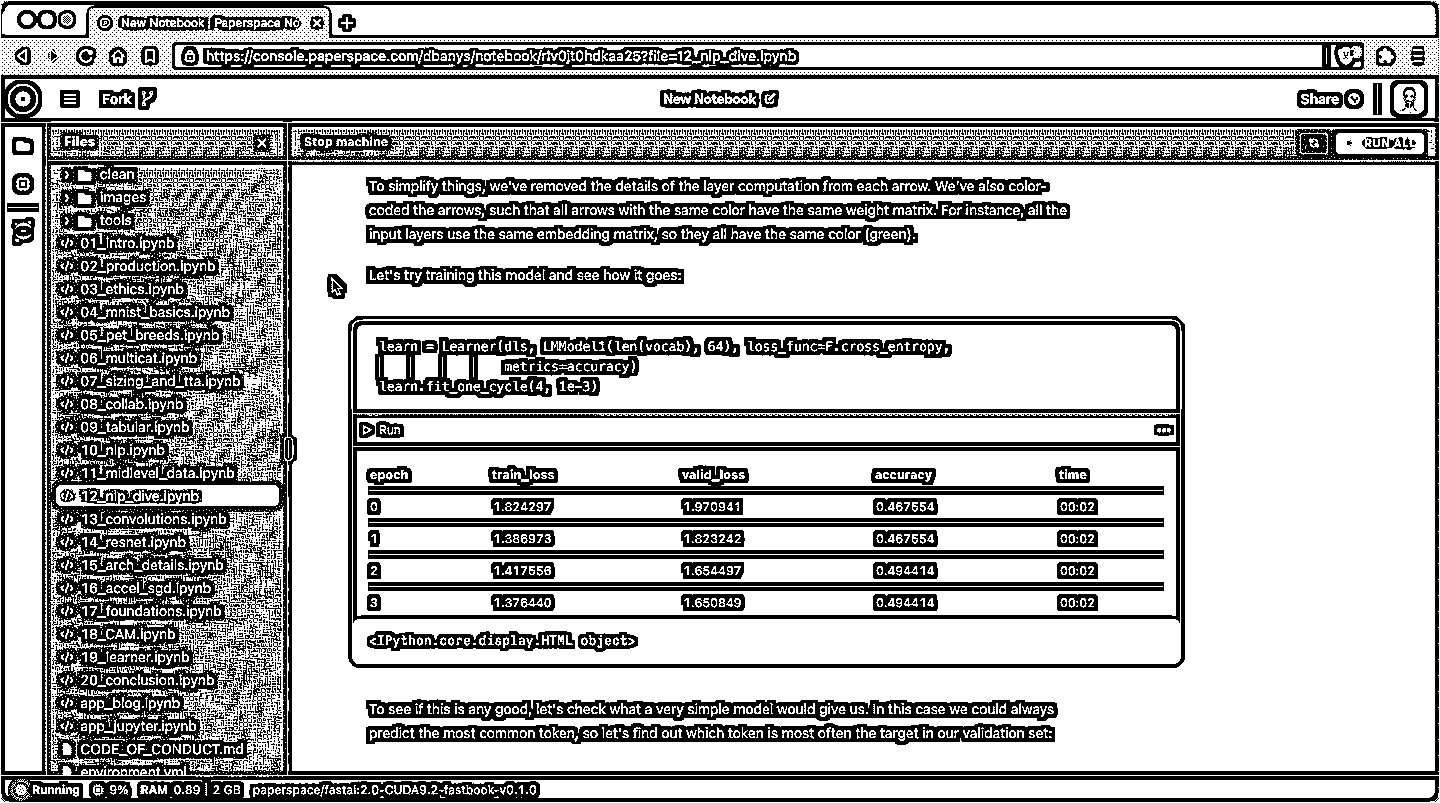 New Notebook | Paperspace No
https://console.paperspace.com/dbanys/notebook/r1v0jt0hdkaa25?file=12_nlp_dive.ipynb
Fork
New Notebook
Share
Files
Stop machine
RUN ALL
clean
images
tools
01_intro.ipynb
02_production.ipynb
03_ethics.ipynb
04_mnist_basics.ipynb
05_pet_breeds.ipynb
06_multicat.ipynb
07_sizing_and_tta.ipynb
08_collab.ipynb
09_tabular.ipynb
10_nlp.ipynb
11_midlevel_data.ipynb
12_nlp_dive.ipynb
13_convolutions.ipynb
14_resnet.ipynb
15_arch_details.ipynb
16_accel_sgd.ipynb
17_foundations.ipynb
18_CAM.ipynb
19_learner.ipynb
20_conclusion.ipynb
app_blog.ipynb
app_jupyter.ipynb
CODE_OF_CONDUCT.md
environment.yml
To simplify things, we've removed the details of the layer computation from each arrow. We've also color-
coded the arrows, such that all arrows with the same color have the same weight matrix. For instance, all the
input layers use the same embedding matrix, so they all have the same color (green).
Let's try training this model and see how it goes:
learn = Learner(dls, LMModel1(len(vocab), 64), loss_func=F.cross_entropy,
metrics=accuracy)
learn.fit_one_cycle(4, 1e-3)
Run
epoch train_loss valid_loss accuracy time
0 1.824297 1.970941 0.467554 00:02
1 1.386973 1.823242 0.467554 00:02
2 1.417556 1.654497 0.494414 00:02
3 1.376440 1.650849 0.494414 00:02
<IPython.core.display.HTML object>
To see if this is any good, let's check what a very simple model would give us. In this case we could always
predict the most common token, so let's find out which token is most often the target in our validation set:
Running 9% RAM 0.89 | 2 GB paperspace/fastai:2.0-CUDA9.2-fastbook-v0.1.0